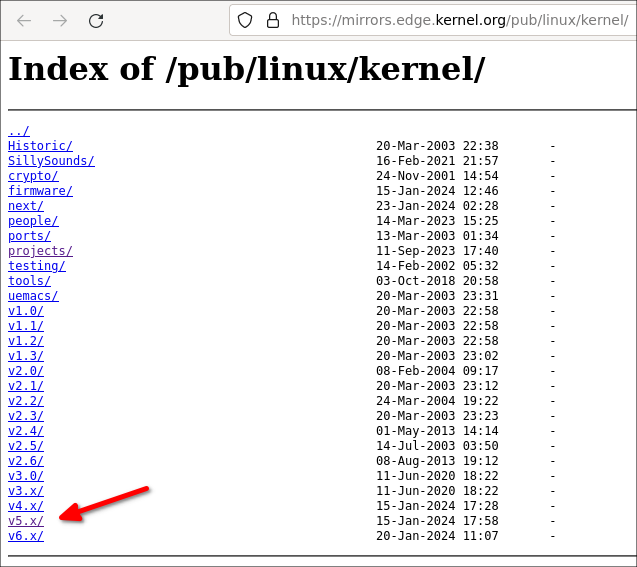 https://mirrors.edge.kernel.org/pub/linux/kernel/
Index of /pub/linux/kernel/
../
Historic/ 20-Mar-2003 22:38 -
SillySounds/ 16-Feb-2021 21:57 -
crypto/ 24-Nov-2001 14:54 -
firmware/ 15-Jan-2024 12:46 -
next/ 23-Jan-2024 02:28 -
people/ 14-Mar-2023 15:25 -
ports/ 13-Mar-2003 01:34 -
projects/ 11-Sep-2023 17:40 -
testing/ 14-Feb-2002 05:32 -
tools/ 03-Oct-2018 20:58 -
uemacs/ 20-Mar-2003 23:31 -
v1.0/ 20-Mar-2003 22:58 -
v1.1/ 20-Mar-2003 22:58 -
v1.2/ 20-Mar-2003 22:58 -
v1.3/ 20-Mar-2003 23:02 -
v2.0/ 08-Feb-2004 09:17 -
v2.1/ 20-Mar-2003 23:12 -
v2.2/ 24-Mar-2004 19:22 -
v2.3/ 20-Mar-2003 23:23 -
v2.4/ 01-May-2013 14:14 -
v2.5/ 14-Jul-2003 03:50 -
v2.6/ 08-Aug-2013 19:12 -
v3.0/ 11-Jun-2020 18:22 -
v3.x/ 11-Jun-2020 18:22 -
v4.x/ 15-Jan-2024 17:28 -
v5.x/ 15-Jan-2024 17:58 -
v6.x/ 20-Jan-2024 11:07 -